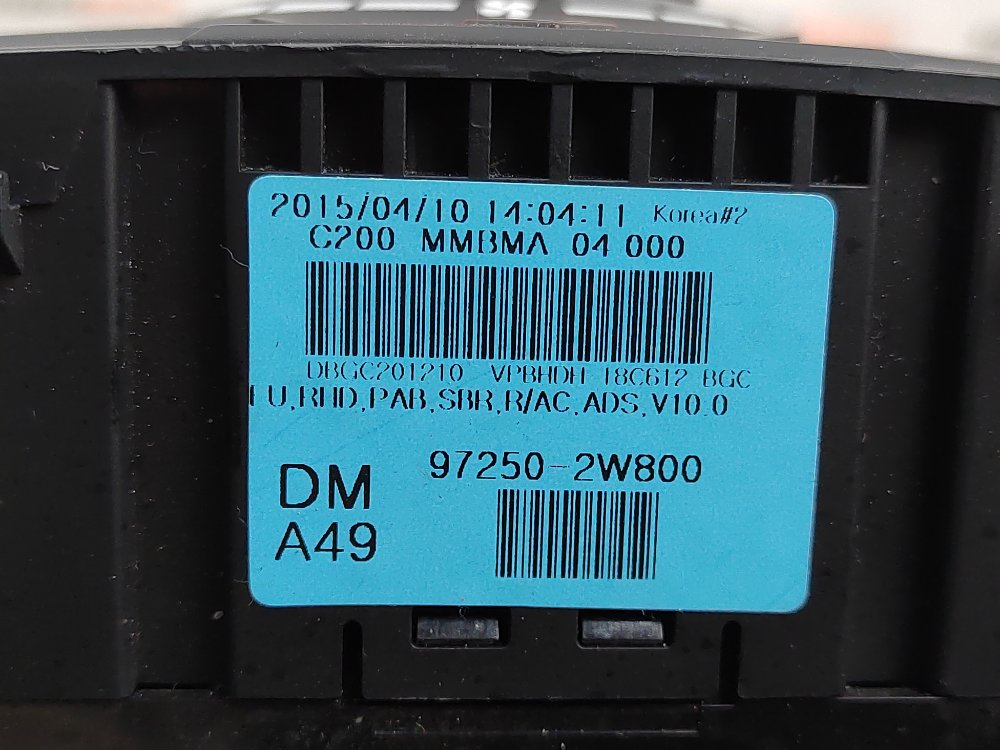 2015/04/10 14:04:11 Korea#2
C200 MMBMA 04 000
DBGC201210 VPBHDH-18C612-BGC
EU,RHD,PAB,SBR,R/AC,ADS,V10.0
97250-2W800
DM
A49